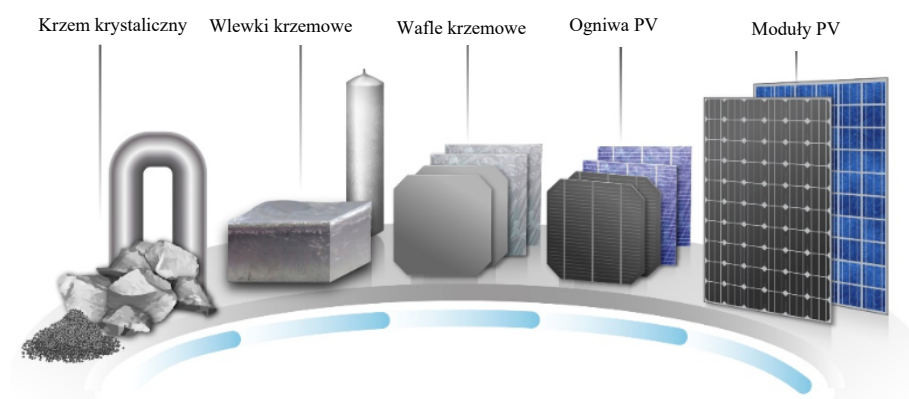 Krzem krystaliczny
Wlewki krzemowe
Wafle krzemowe
Ogniwa PV
Moduły PV